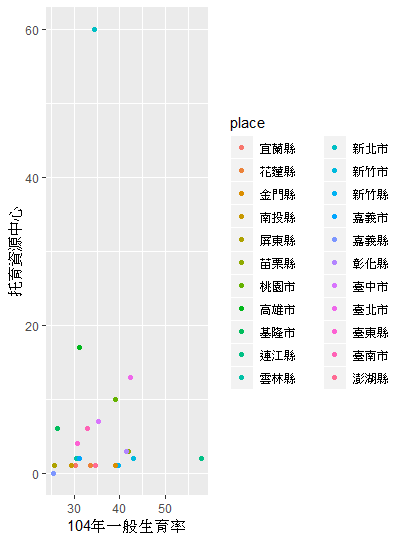 60
40
20
0
托育資源中心
30
40
50
104年一般生育率
place
宜蘭縣
花蓮縣
金門縣
南投縣
屏東縣
苗栗縣
桃園市
高雄市
基隆市
連江縣
雲林縣
新北市
新竹市
新竹縣
嘉義市
嘉義縣
彰化縣
臺中市
臺北市
臺東縣
臺南市
澎湖縣